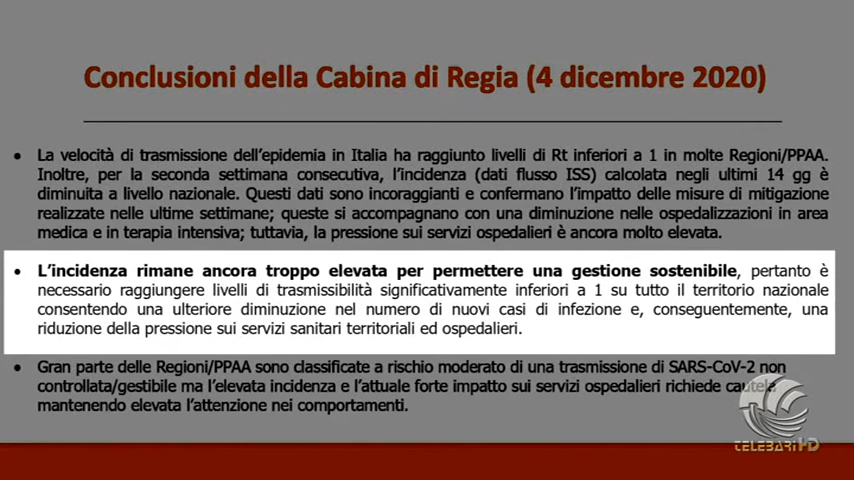 Conclusioni della Cabina di Regia (4 dicembre 2020)
• La velocità di trasmissione dell'epidemia in Italia ha raggiunto livelli di Rt inferiori a 1 in molte Regioni/PPAA.
Inoltre, per la seconda settimana consecutiva, l'incidenza (dati flusso ISS) calcolata negli ultimi 14 gg è
diminuita a livello nazionale. Questi dati sono incoraggianti e confermano l'impatto delle misure di mitigazione
realizzate nelle ultime settimane; queste si accompagnano con una diminuzione nelle ospedalizzazioni in area
medica e in terapia intensiva; tuttavia, la pressione sui servizi ospedalieri è ancora molto elevata.
• L'incidenza rimane ancora troppo elevata per permettere una gestione sostenibile, pertanto è
necessario raggiungere livelli di trasmissibilità significativamente inferiori a 1 su tutto il territorio nazionale
consentendo una ulteriore diminuzione nel numero di nuovi casi di infezione e, conseguentemente, una
riduzione della pressione sui servizi sanitari territoriali ed ospedalieri.
• Gran parte delle Regioni/PPAA sono classificate a rischio moderato di una trasmissione di SARS-CoV-2 non
controllata/gestibile ma l'elevata incidenza e l'attuale forte impatto sui servizi ospedalieri richiede cautela
mantenendo elevata l'attenzione nei comportamenti.
TELEBARI HD